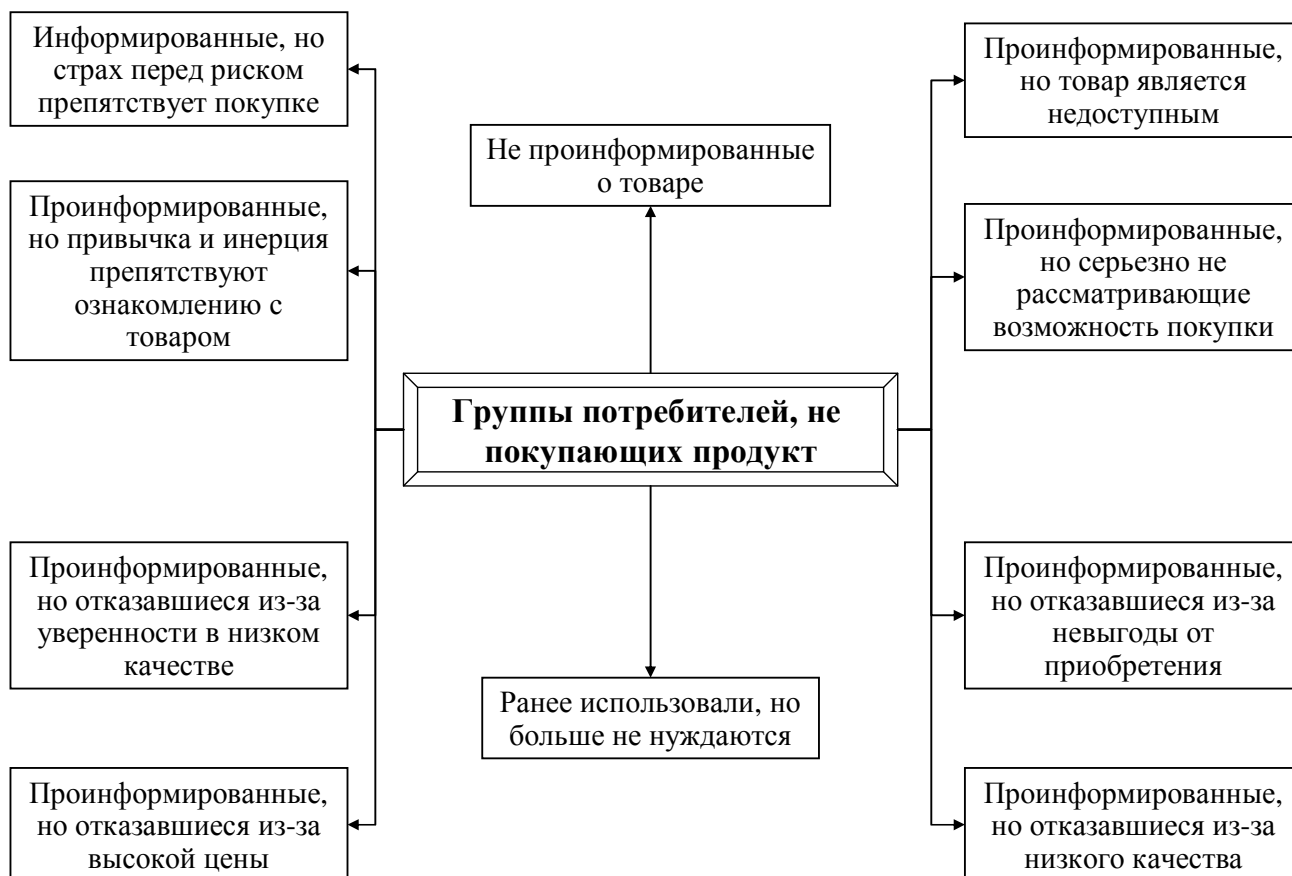 Информированные, но
страх перед риском
препятствует покупке
Проинформированные,
но товар является
недоступным
Не проинформированные
о товаре
Проинформированные,
но привычка и инерция
препятствуют
ознакомлению с
товаром
Проинформированные,
но серьезно не
рассматривающие
возможность покупки
Группы потребителей, не
покупающих продукт
Проинформированные,
но отказавшиеся из-за
уверенности в низком
качестве
Проинформированные,
но отказавшиеся из-за
невыгоды от
приобретения
Ранее использовали, но
больше не нуждаются
Проинформированные,
но отказавшиеся из-за
высокой цены
Проинформированные,
но отказавшиеся из-за
низкого качества